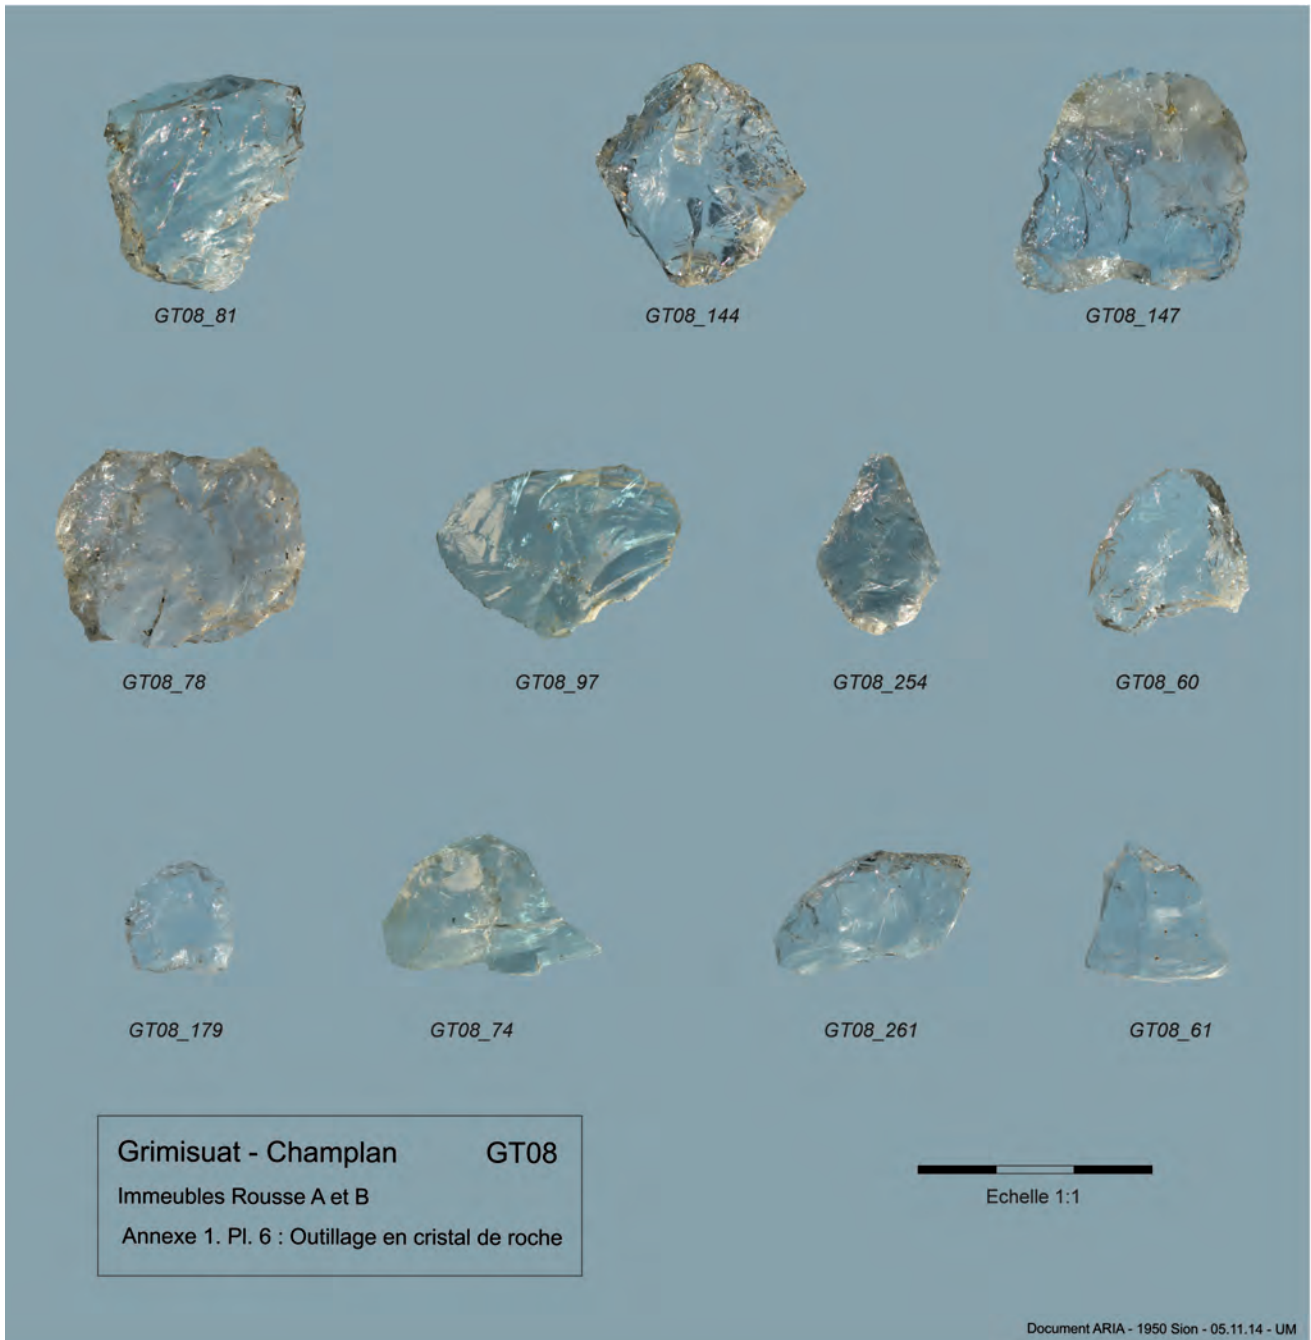 GT08_81
GT08_144
GT08_147
GT08_78
GT08_97
GT08_254
GT08_60
GT08_179
GT08_74
GT08_261
GT08_61
Grimisuat - Champlan GT08
Immeubles Rousse A et B
Annexe 1. Pl. 6 : Outillage en cristal de roche
Echelle 1:1
Document ARIA - 1950 Sion - 05.11.14 - UM